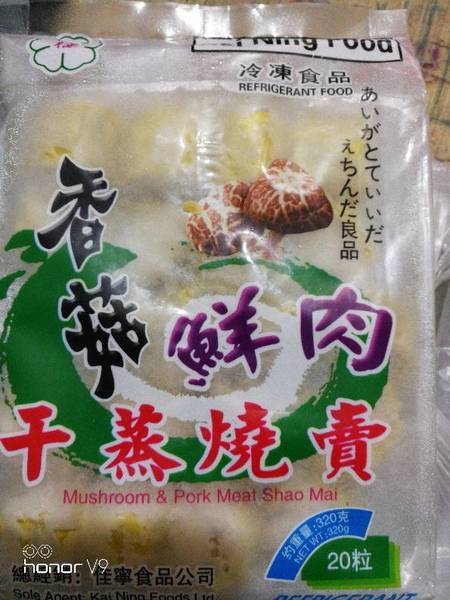 Ning Food
冷凍食品
REFRIGERANT FOOD
あいがとていいだ
えちんだ良品
香菇
鮮肉
干蒸燒賣
Mushroom & Pork Meat Shao Mai
约重量:320克
NET WT:320g
20粒
總經銷:佳寧食品公司
Sole Agent: Kai Ning Foods Ltd
REFRIGERANT
honor V9